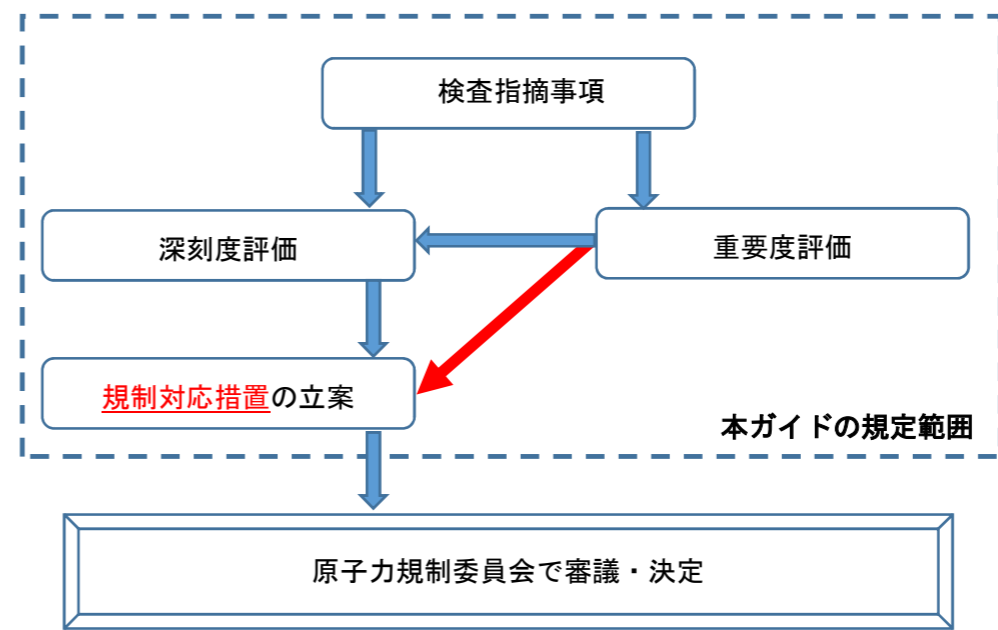 検査指摘事項
深刻度評価
重要度評価
規制対応措置の立案
本ガイドの規定範囲
原子力規制委員会で審議・決定